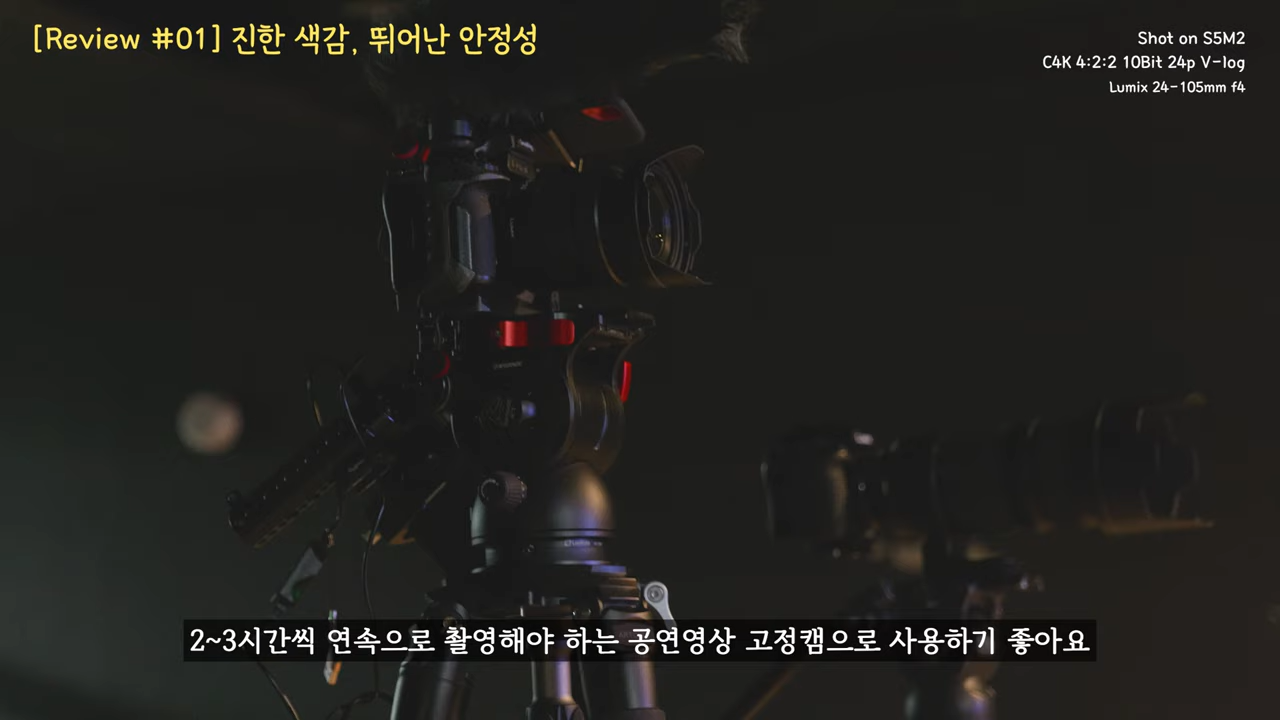 [Review #01] 진한 색감, 뛰어난 안정성
Shot on S5M2
C4K 4:2:2 10Bit 24p V-log
Lumix 24-105mm f4
2~3시간씩 연속으로 촬영해야 하는 공연영상 고정캠으로 사용하기 좋아요